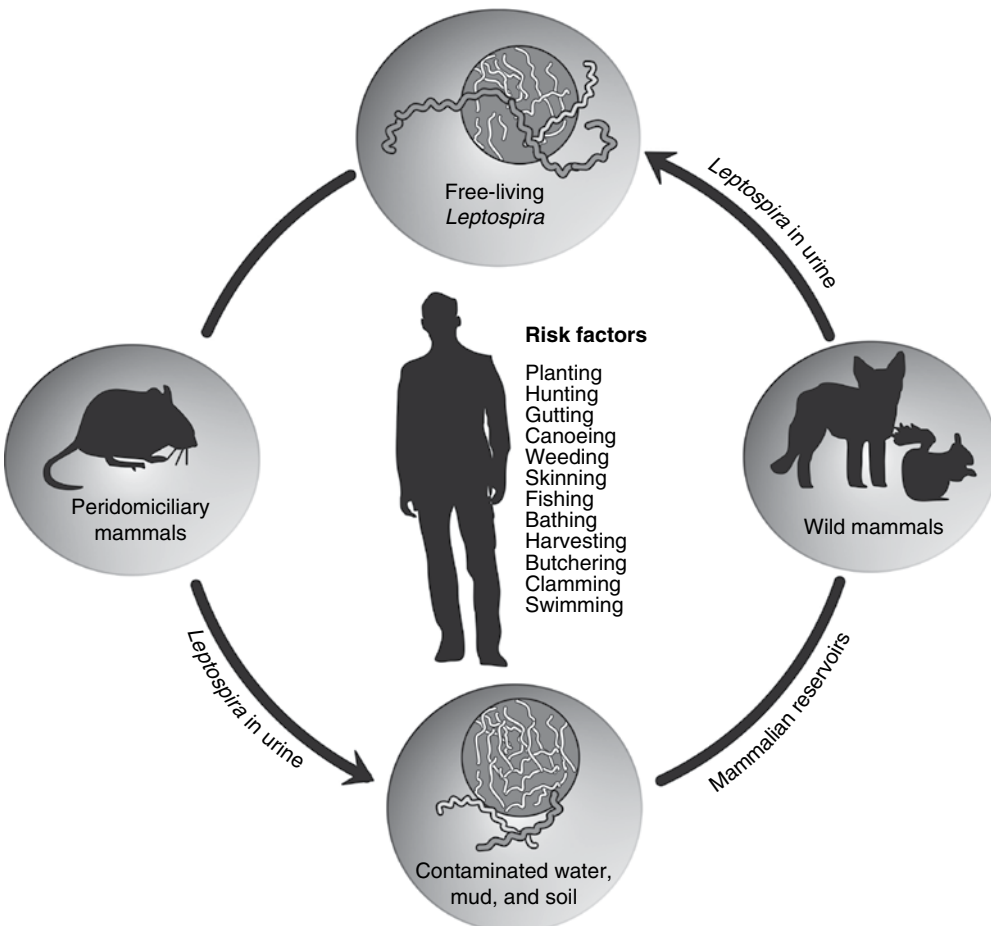 Free-living
Leptospira
Leptospira in urine
Risk factors
Planting
Hunting
Gutting
Canoeing
Weeding
Skinning
Fishing
Bathing
Harvesting
Butchering
Clamming
Swimming
Peridomiciliary
mammals
Wild mammals
Leptospira in urine
Mammalian reservoirs
Contaminated water,
mud, and soil